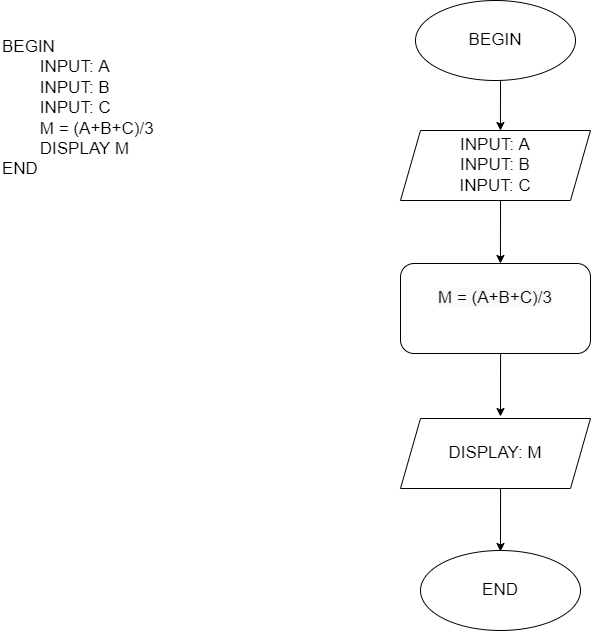 BEGIN
INPUT: A
INPUT: B
INPUT: C
M = (A+B+C)/3
DISPLAY M
END
BEGIN
INPUT: A
INPUT: B
INPUT: C
M = (A+B+C)/3
DISPLAY: M
END